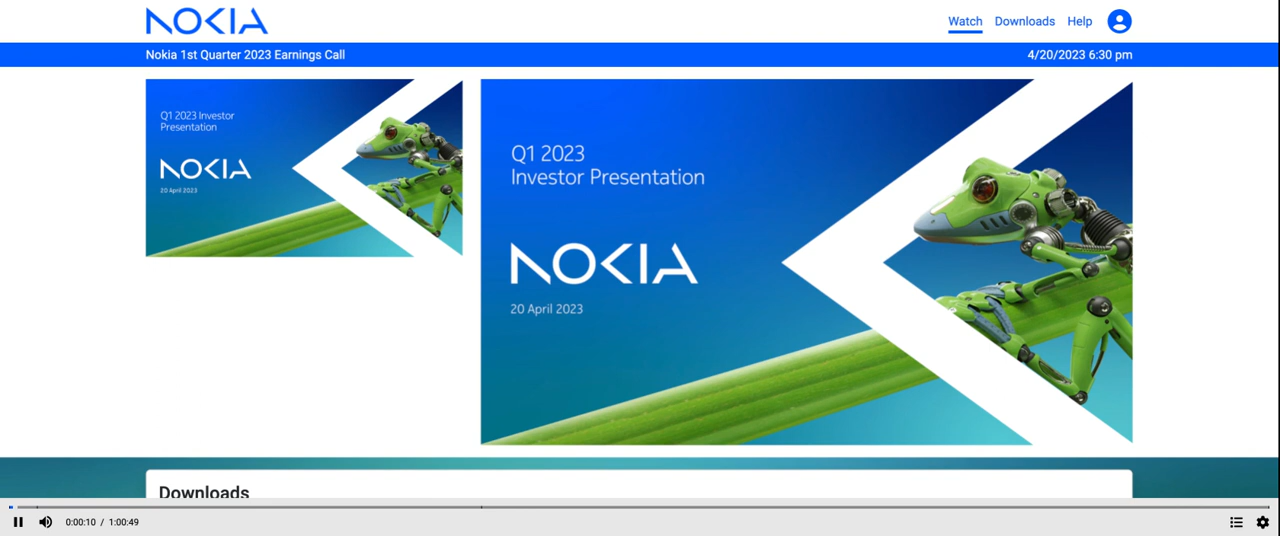 NOKIA
Watch Downloads Help
Nokia 1st Quarter 2023 Earnings Call
4/20/2023 6:30 pm
Q1 2023 Investor
Presentation
NOKIA
20 April 2023
Q1 2023
Investor Presentation
NOKIA
20 April 2023
Downloads
0:00:10 / 1:00:49